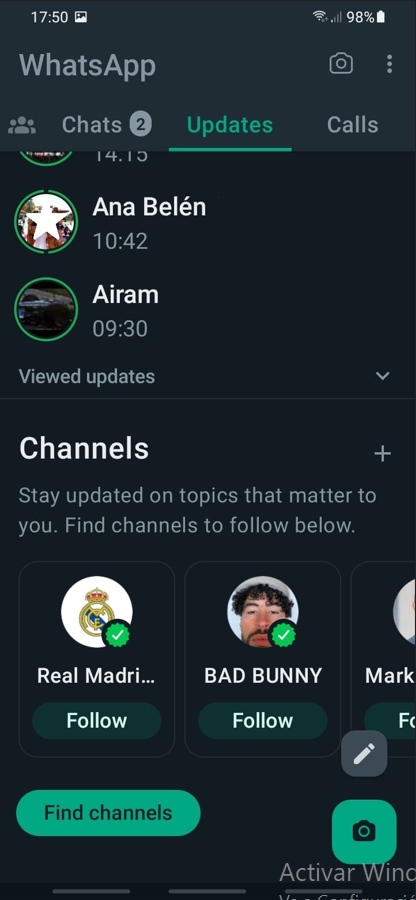 17:50
98%
WhatsApp
Chats 2
Updates
Calls
14:15
Ana Belén
10:42
Airam
09:30
Viewed updates
Channels
Stay updated on topics that matter to
you. Find channels to follow below.
Real Madri...
BAD BUNNY
Mark
Follow
Follow
Fo
Find channels
Activar Wind